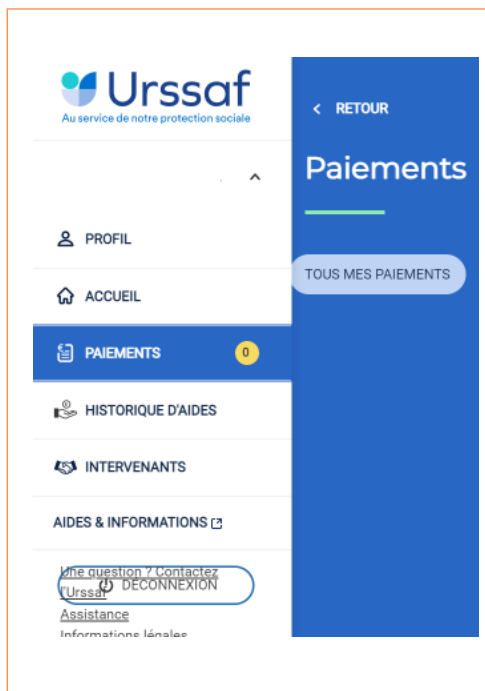 Urssaf
Au service de notre protection sociale
PROFIL
ACCUEIL
PAIEMENTS 0
HISTORIQUE D'AIDES
INTERVENANTS
AIDES & INFORMATIONS
Une question ? Contactez
l'Urssaf
DÉCONNEXION
Assistance
Informations légales
< RETOUR
Paiements
TOUS MES PAIEMENTS